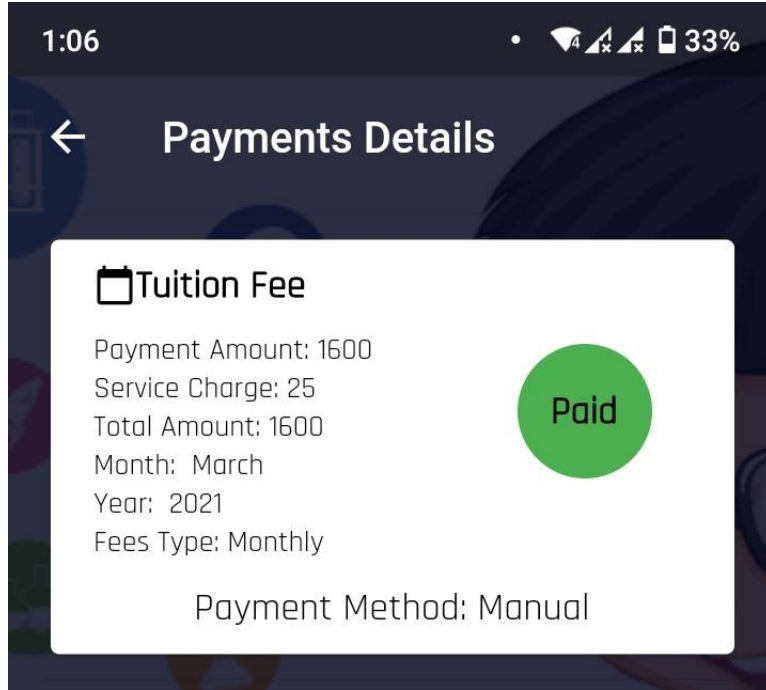 1:06
4 33%
Payments Details
Tuition Fee
Payment Amount: 1600
Service Charge: 25
Total Amount: 1600
Paid
Month: March
Year: 2021
Fees Type: Monthly
Payment Method: Manual